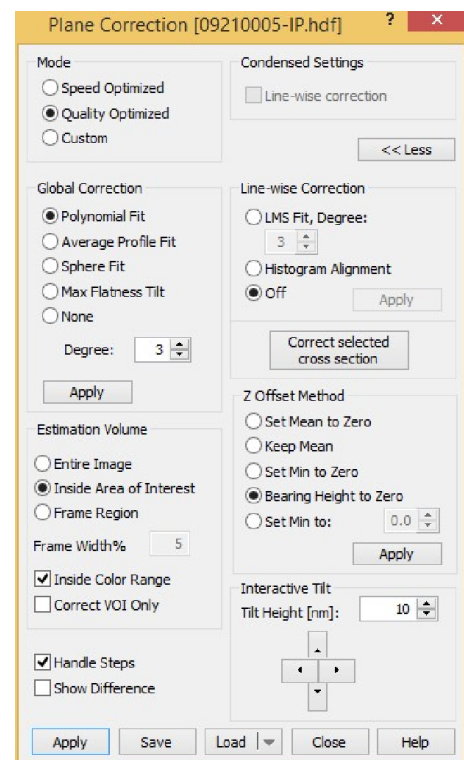 Plane Correction [09210005-IP.hdf]
? ×
Mode
Speed Optimized
Quality Optimized
Custom
Condensed Settings
Line-wise correction
<< Less
Global Correction
Polynomial Fit
Average Profile Fit
Sphere Fit
Max Flatness Tilt
None
Degree: 3
Apply
Line-wise Correction
LMS Fit, Degree:
3
Histogram Alignment
Off
Apply
Correct selected
cross section
Estimation Volume
Entire Image
Inside Area of Interest
Frame Region
Frame Width% 5
Inside Color Range
Correct VOI Only
Z Offset Method
Set Mean to Zero
Keep Mean
Set Min to Zero
Bearing Height to Zero
Set Min to: 0.0
Apply
Interactive Tilt
Tilt Height [nm]: 10
Handle Steps
Show Difference
Apply
Save
Load
Close
Help